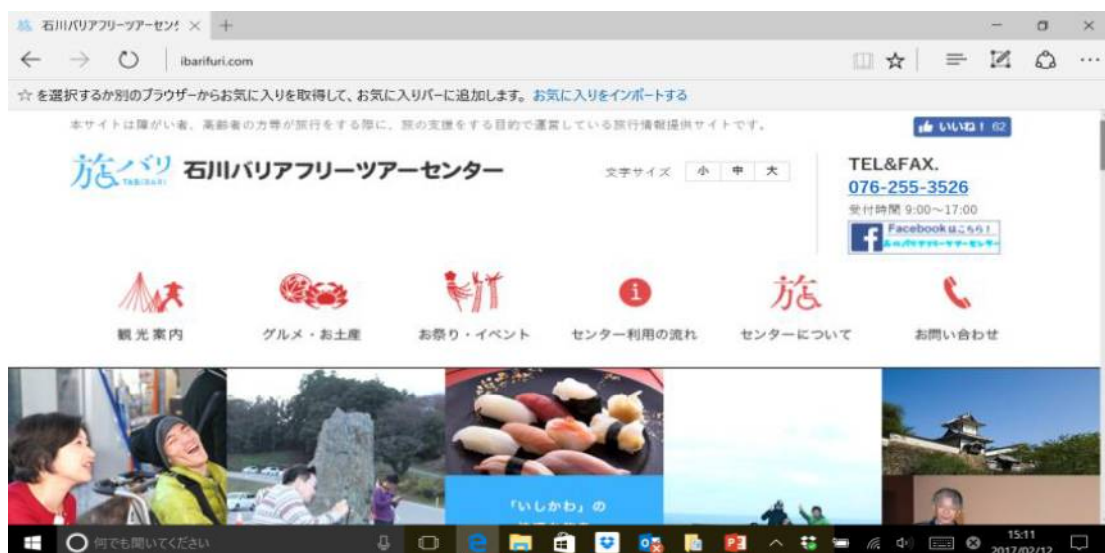 石川バリアフリーツアーセンタ
ibarifuri.com
☆ を選択するか別のブラウザーからお気に入りを取得して、お気に入りバーに追加します。 お気に入りをインポートする
本サイトは障がい者、高齢者の方等が旅行をする際に、旅の支援をする目的で運営している旅行情報提供サイトです。
いいね! 62
旅バリ
TABIBARI
石川バリアフリーツアーセンター
文字サイズ 小 中 大
TEL&FAX.
076-255-3526
受付時間 9:00～17:00
Facebookはこちら!
観光案内 グルメ・お土産 お祭り・イベント センター利用の流れ センターについて お問い合わせ
旅
「いしかわ」の
何でも聞いてください
15:11
2017/02/12